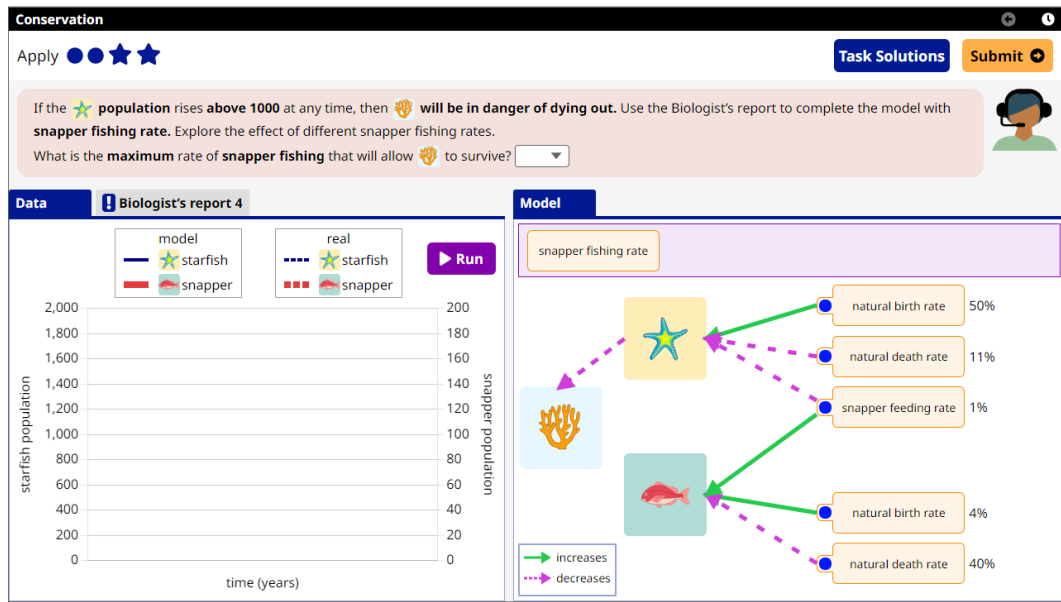 Conservation
Apply
Task Solutions
Submit
If the population rises above 1000 at any time, then will be in danger of dying out. Use the Biologist's report to complete the model with
snapper fishing rate. Explore the effect of different snapper fishing rates.
What is the maximum rate of snapper fishing that will allow to survive?
Data
! Biologist's report 4
model
starfish
snapper
real
starfish
snapper
Run
2,000
1,800
1,600
1,400
1,200
1,000
800
600
400
200
0
starfish population
200
180
160
140
120
100
80
60
40
20
0
snapper population
time (years)
Model
snapper fishing rate
natural birth rate 50%
natural death rate 11%
snapper feeding rate 1%
natural birth rate 4%
natural death rate 40%
increases
decreases